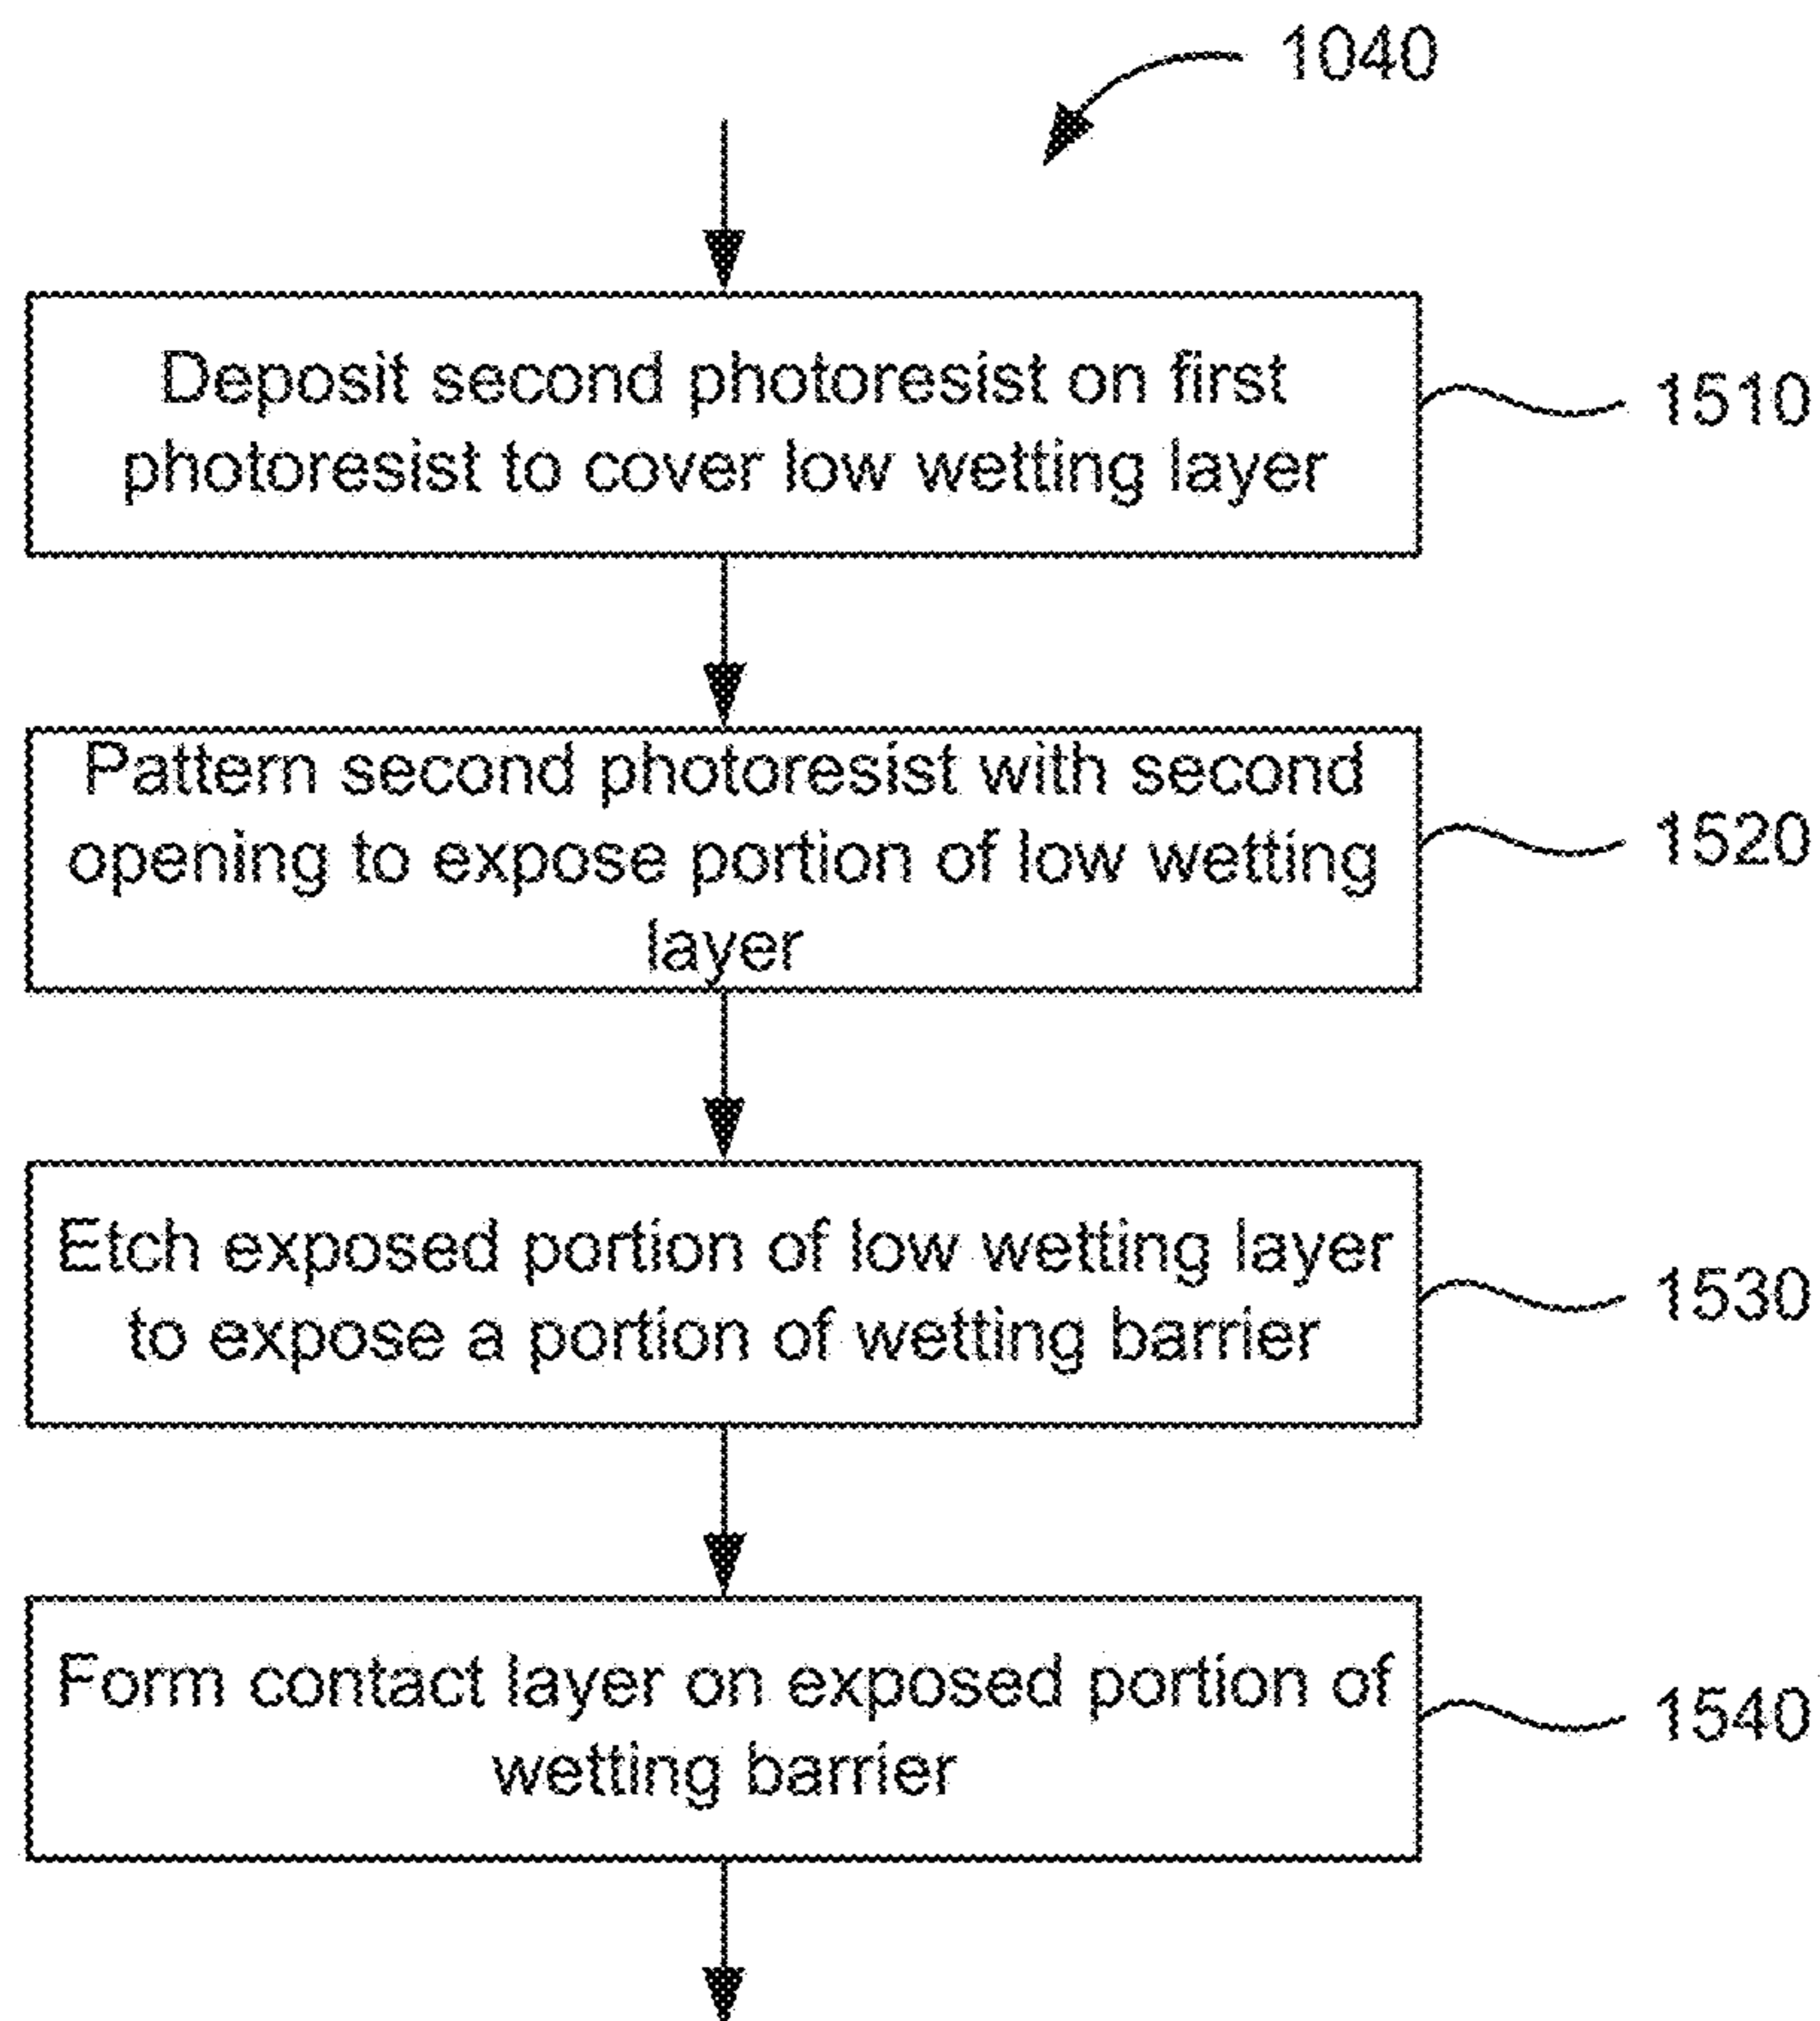 1040
Deposit second photoresist on first
photoresist to cover low wetting layer
1510
Pattern second photoresist with second
opening to expose portion of low wetting
layer
1520
Etch exposed portion of low wetting layer
to expose a portion of wetting barrier
1530
Form contact layer on exposed portion of
wetting barrier
1540